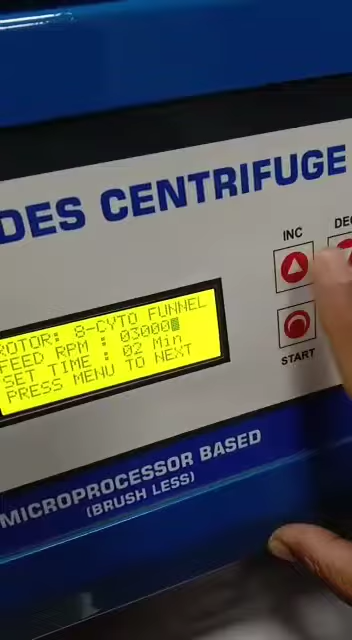 DES CENTRIFUGE
INC
ROTOR: 8-CYTO FUNNEL
FEED RPM : 03000
SET TIME : 02 Min
PRESS MENU TO NEXT
START
MICROPROCESSOR BASED
(BRUSH LESS)